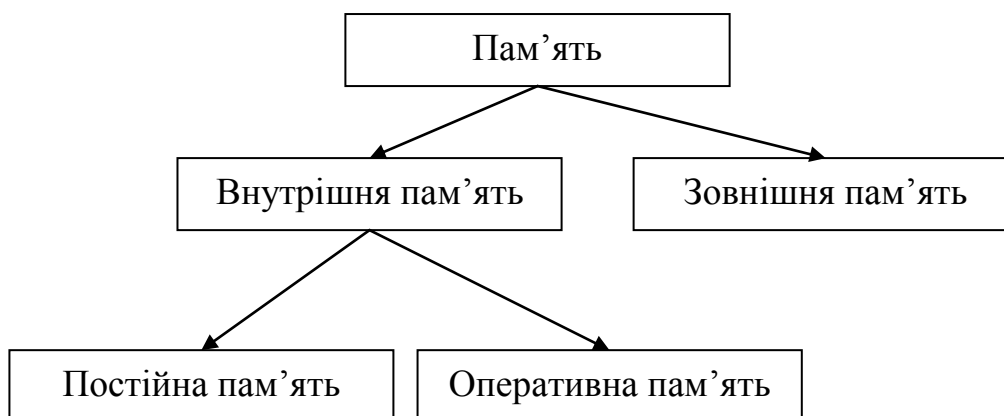 Пам’ять
Внутрішня пам’ять
Зовнішня пам’ять
Постійна пам’ять
Оперативна пам’ять